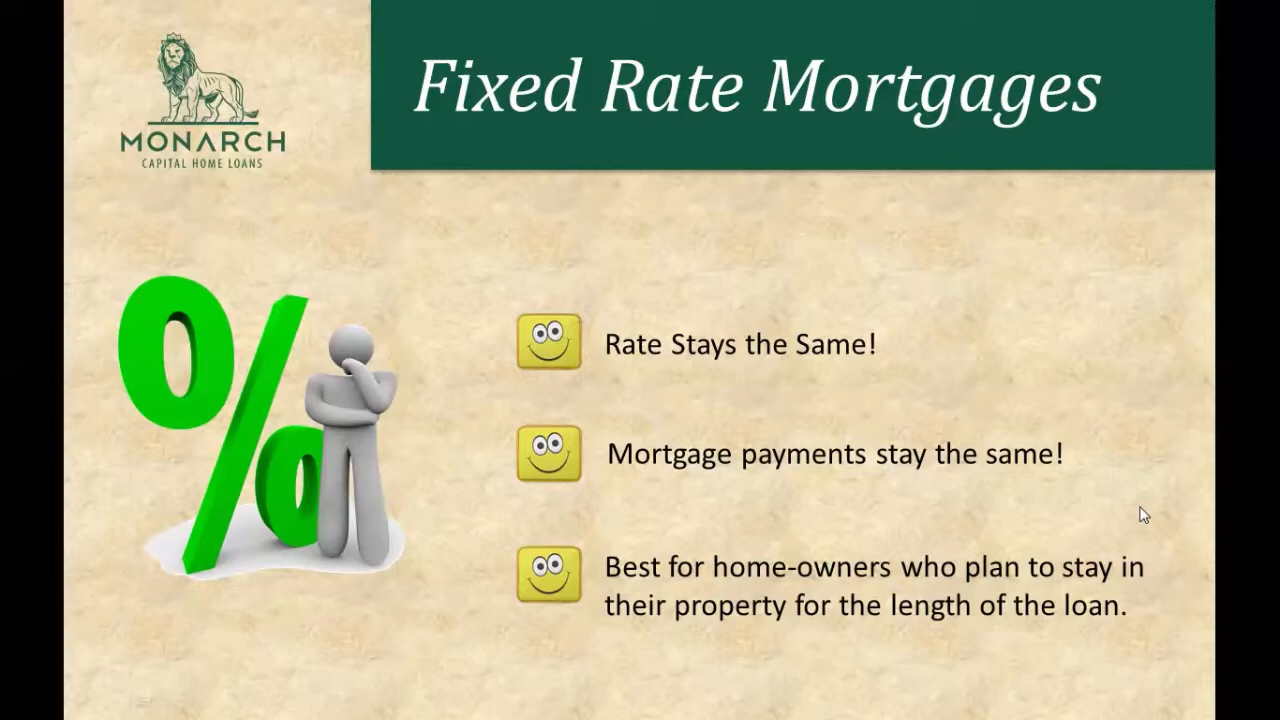 MONARCH
CAPITAL HOME LOANS
Fixed Rate Mortgages
%
Rate Stays the Same!
Mortgage payments stay the same!
Best for home-owners who plan to stay in
their property for the length of the loan.